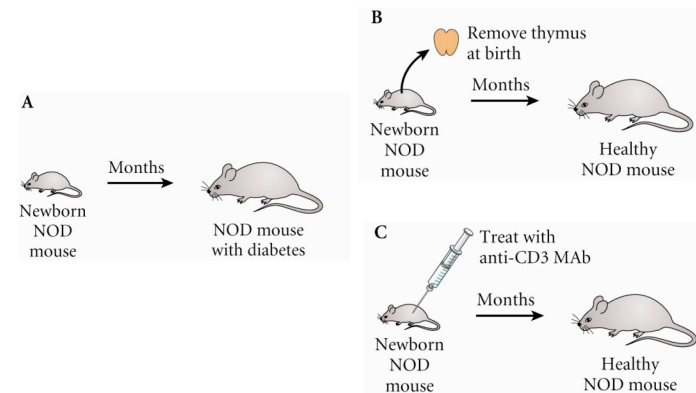 A
Months
Newborn
NOD
mouse
NOD mouse
with diabetes
B
Remove thymus
at birth
Months
Newborn
NOD
mouse
Healthy
NOD mouse
C
Treat with
anti-CD3 MAb
Months
Newborn
NOD
mouse
Healthy
NOD mouse